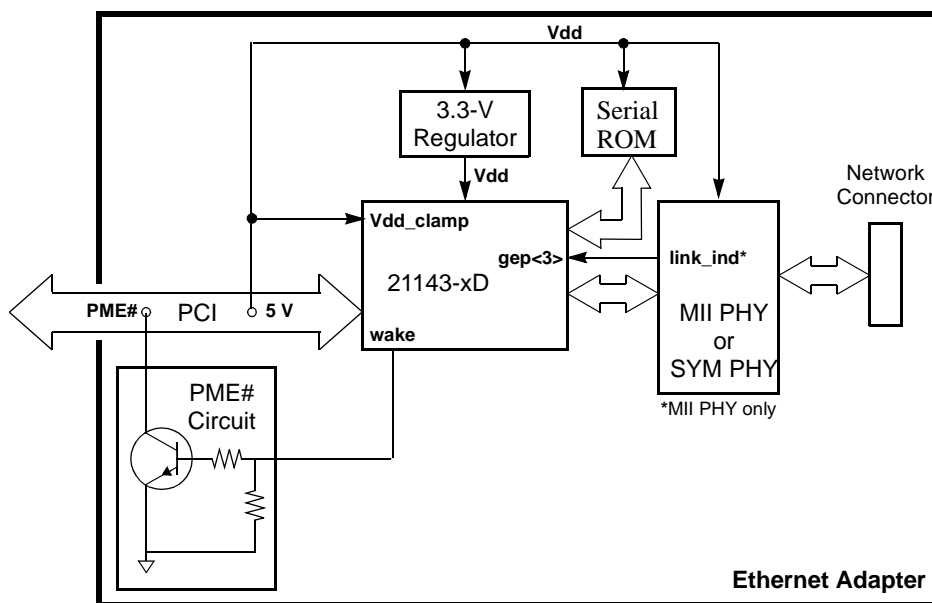 Vdd
3.3-V
Regulator
Serial
ROM
Vdd
Network
Connector
Vdd_clamp
gep<3>
link_ind*
21143-xD
PME#
PCI
5 V
wake
MII PHY
or
SYM PHY
*MII PHY only
PME#
Circuit
Ethernet Adapter